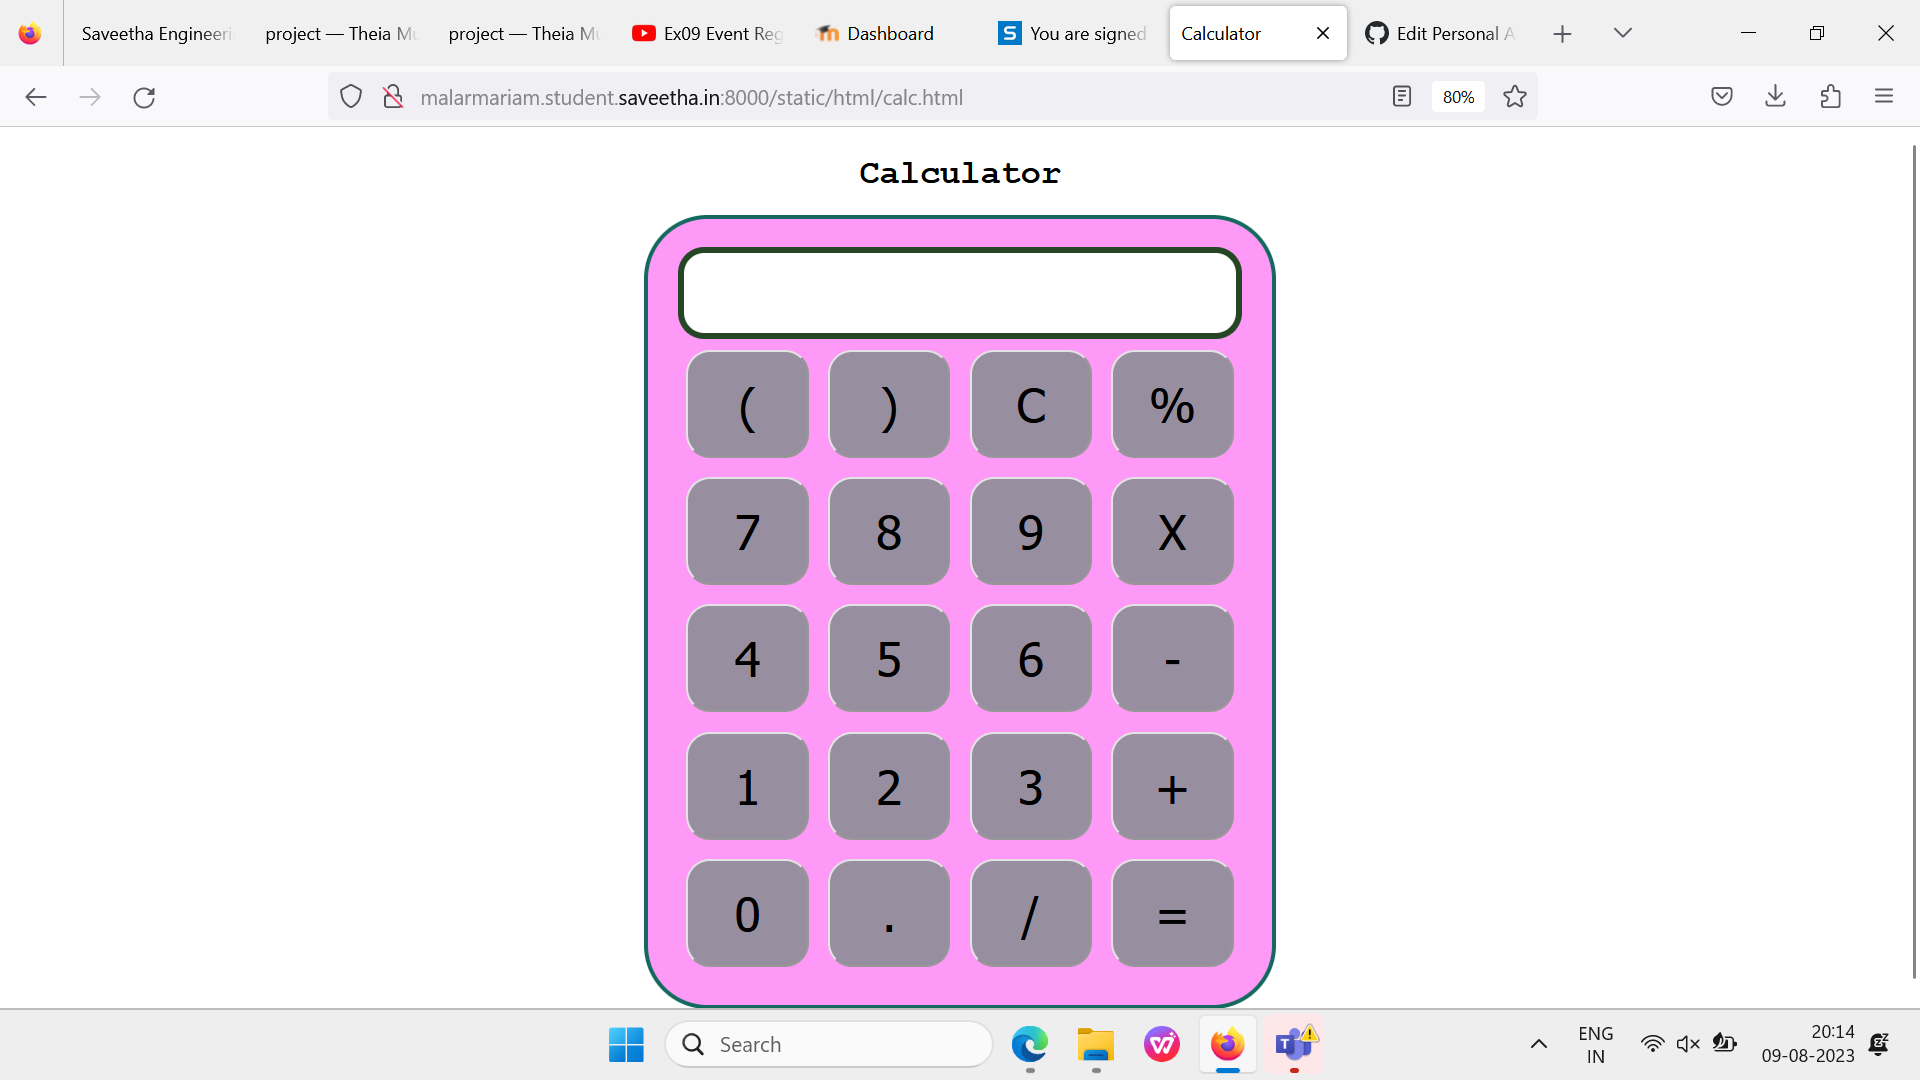 Saveetha Engineeri
project — Theia Mu
project — Theia Mu
Ex09 Event Reg
Dashboard
S
You are signed
Calculator
Edit Personal A
malarmariam.student.saveetha.in:8000/static/html/calc.html
80%
Calculator
( ) C %
7 8 9 X
4 5 6 -
1 2 3 +
0 . / =
Search
T
ENG
IN
20:14
09-08-2023